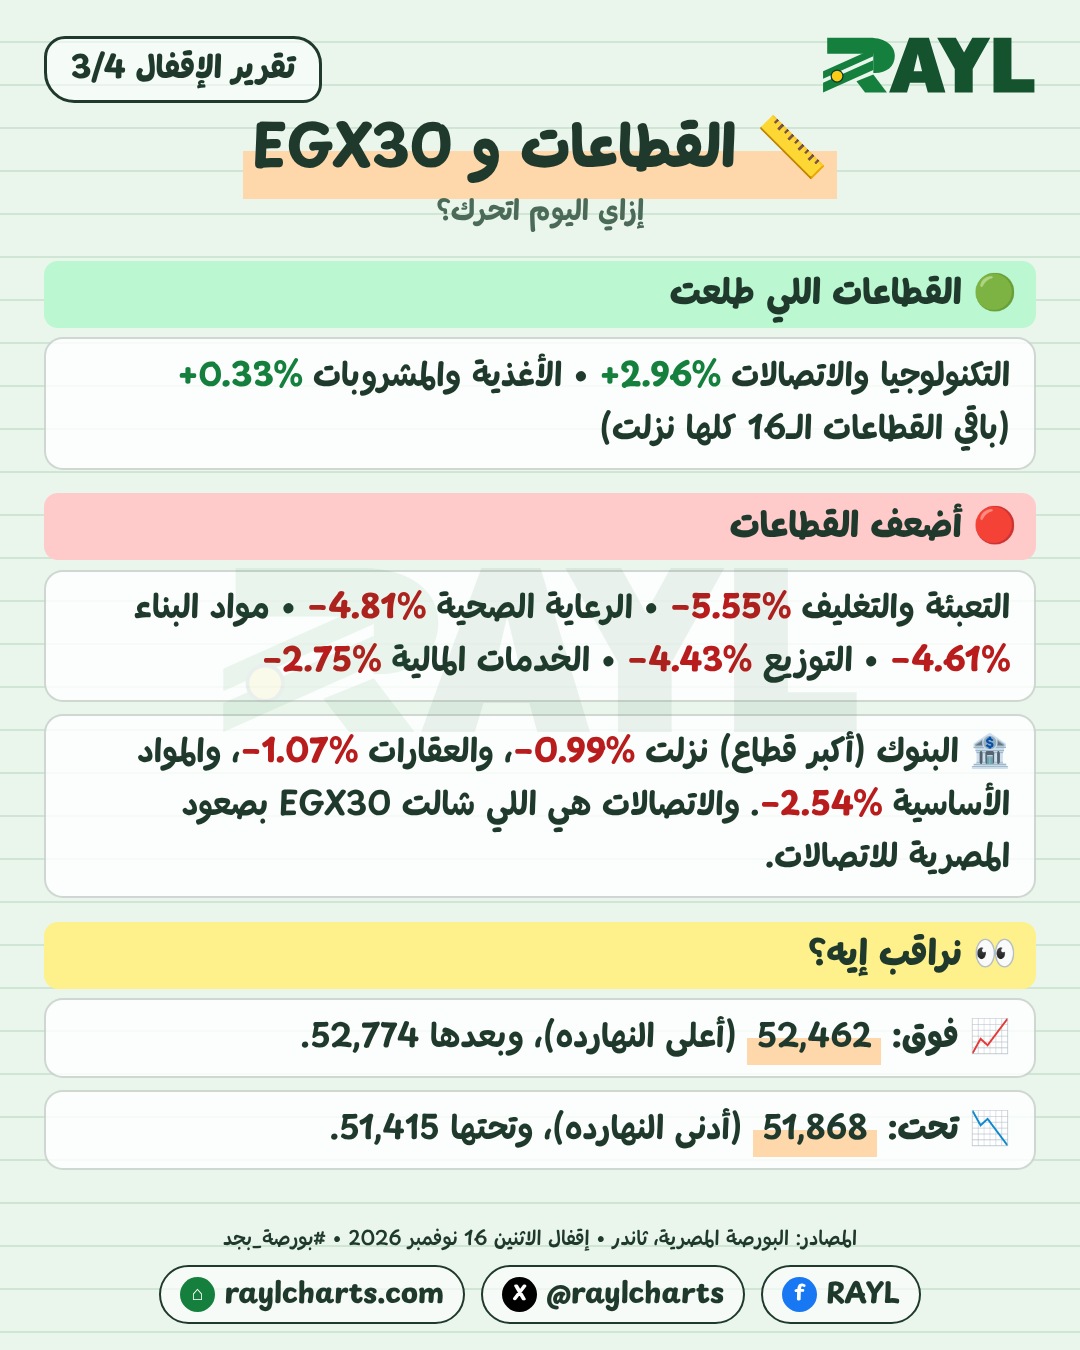 RAYL
تقرير الإقفال 3/4
📏 القطاعات و EGX30
إزاي اليوم اتحرك؟
🟢 القطاعات اللي طلعت
التكنولوجيا والاتصالات +2.96% • الأغذية والمشروبات +0.33%
(باقي القطاعات الـ16 كلها نزلت)
🔴 أضعف القطاعات
التعبئة والتغليف −5.55% • الرعاية الصحية −4.81% • مواد البناء
−4.61% • التوزيع −4.43% • الخدمات المالية −2.75%
🏦 البنوك (أكبر قطاع) نزلت −0.99%، والعقارات −1.07%، والمواد
الأساسية −2.54%. والاتصالات هي اللي شالت EGX30 بصعود
المصرية للاتصالات.
👀 نراقب إيه؟
📈 فوق: 52,462 (أعلى النهارده)، وبعدها 52,774.
📉 تحت: 51,868 (أدنى النهارده)، وتحتها 51,415.
المصادر: البورصة المصرية، ثاندر • إقفال الاثنين 16 نوفمبر 2026 • #بورصة_بجد
RAYL
@raylcharts
raylcharts.com